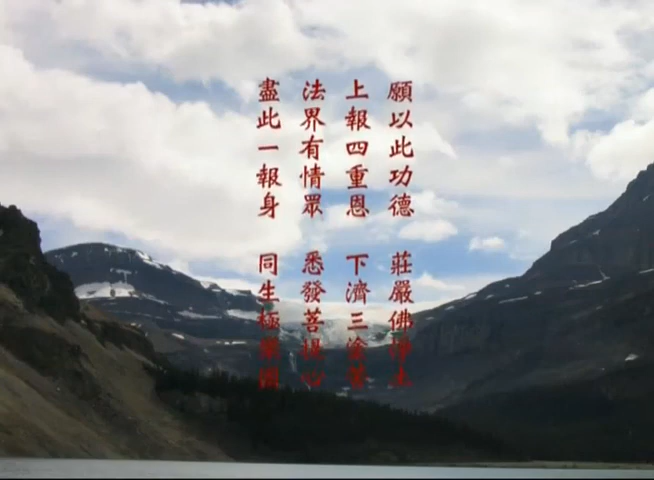 願以此功德 莊嚴佛淨土
上報四重恩 下濟三塗苦
法界有情眾 悉發菩提心
盡此一報身 同生極樂國